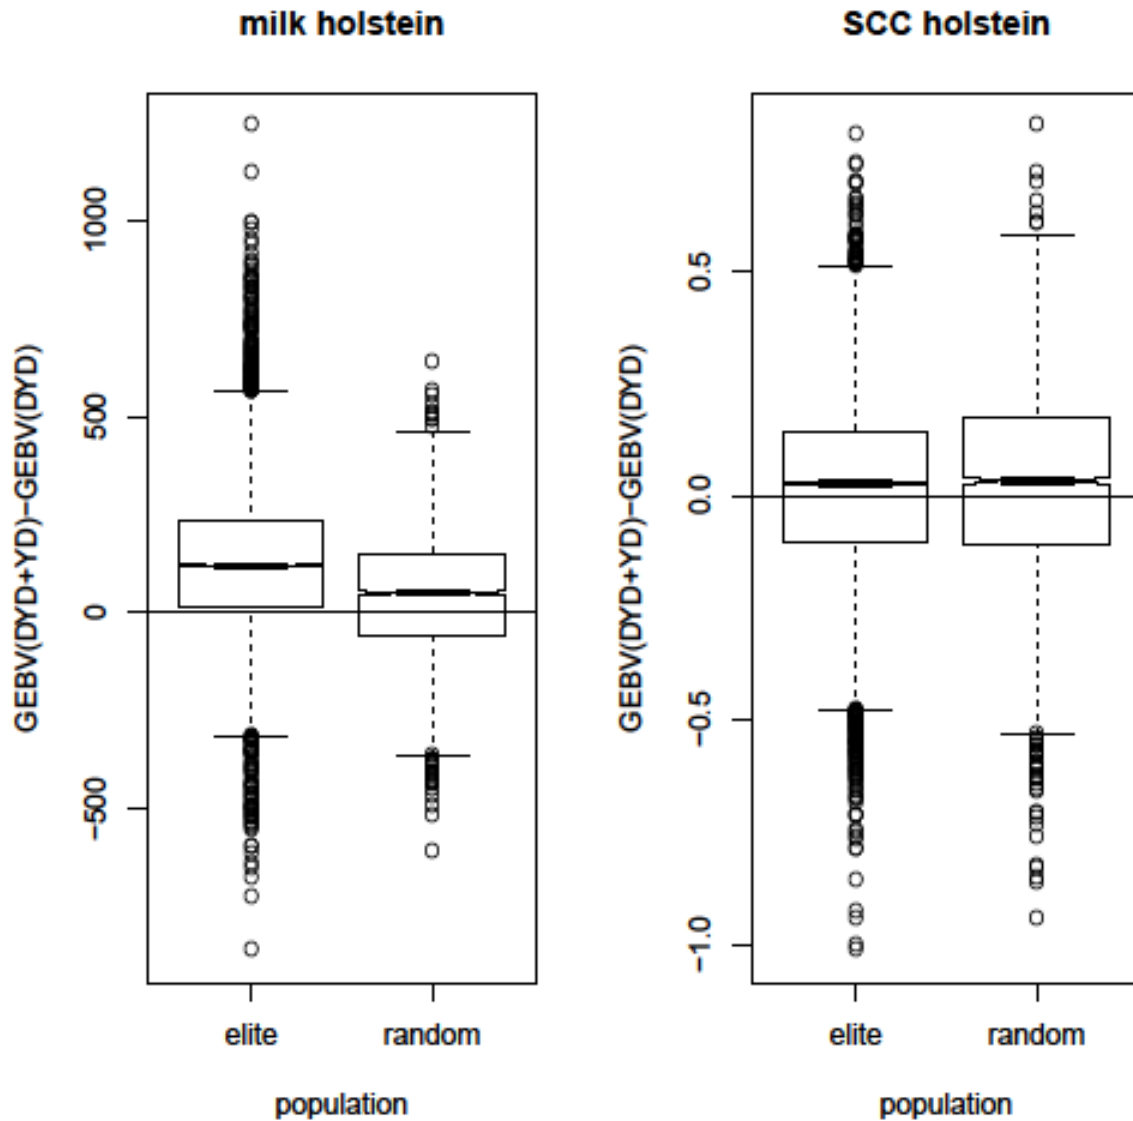 milk holstein
GEBV(DYD+YD)−GEBV(DYD)
1000
500
0
−500
elite random
population
SCC holstein
GEBV(DYD+YD)−GEBV(DYD)
0.5
0.0
−0.5
−1.0
elite random
population